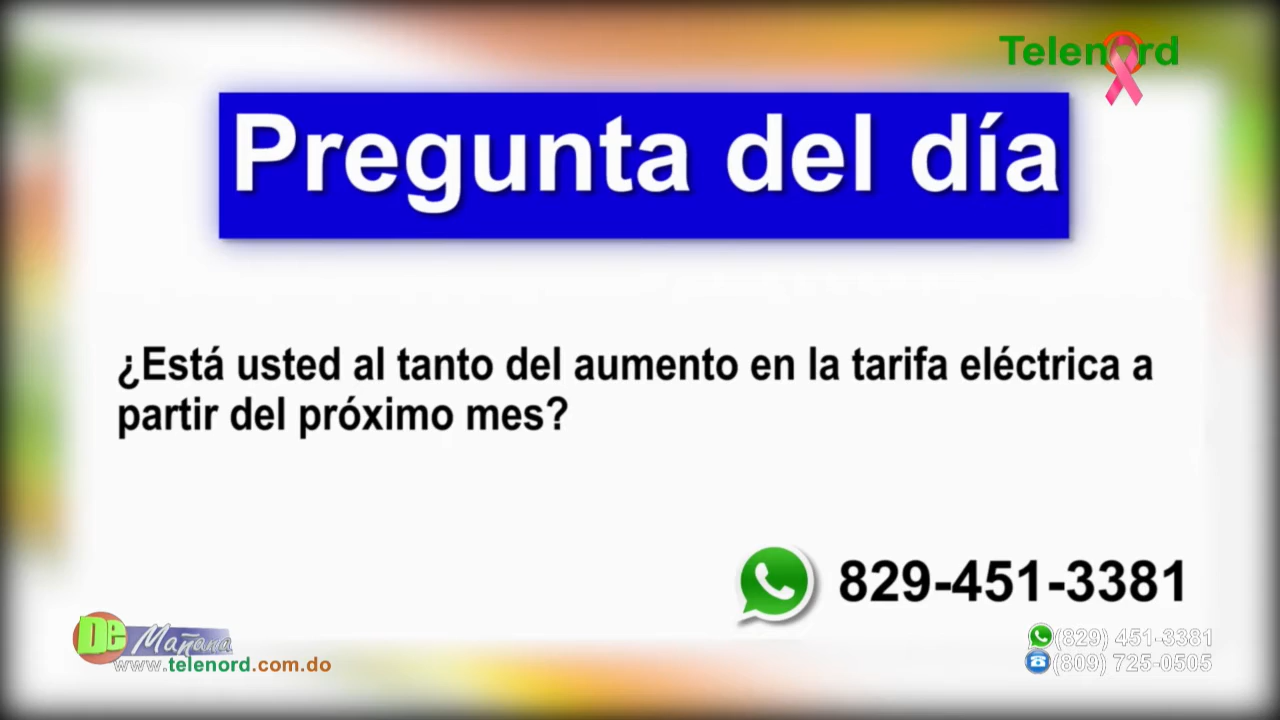 Telenord
Pregunta del día
¿Está usted al tanto del aumento en la tarifa eléctrica a
partir del próximo mes?
829-451-3381
De Mañana
www.telenord.com.do
(829) 451-3381
(809) 725-0505